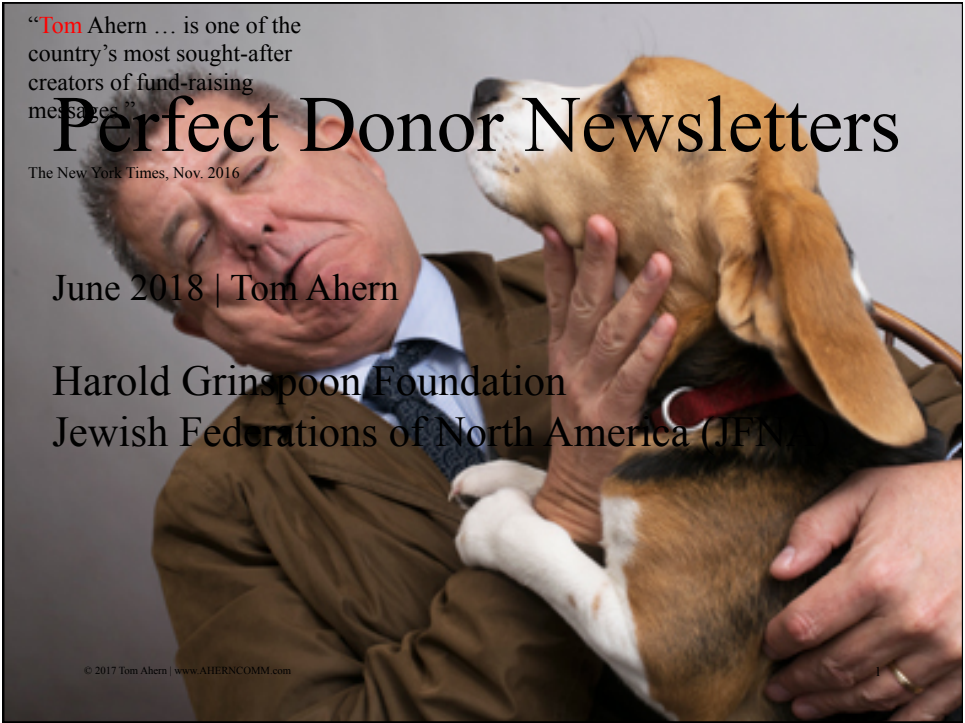 “Tom Ahern … is one of the
country’s most sought-after
creators of fund-raising
messages.”
Perfect Donor Newsletters
The New York Times, Nov. 2016
June 2018 | Tom Ahern
Harold Grinspoon Foundation
Jewish Federations of North America (JFNA)
© 2017 Tom Ahern | www.AHERNCOMM.com
1